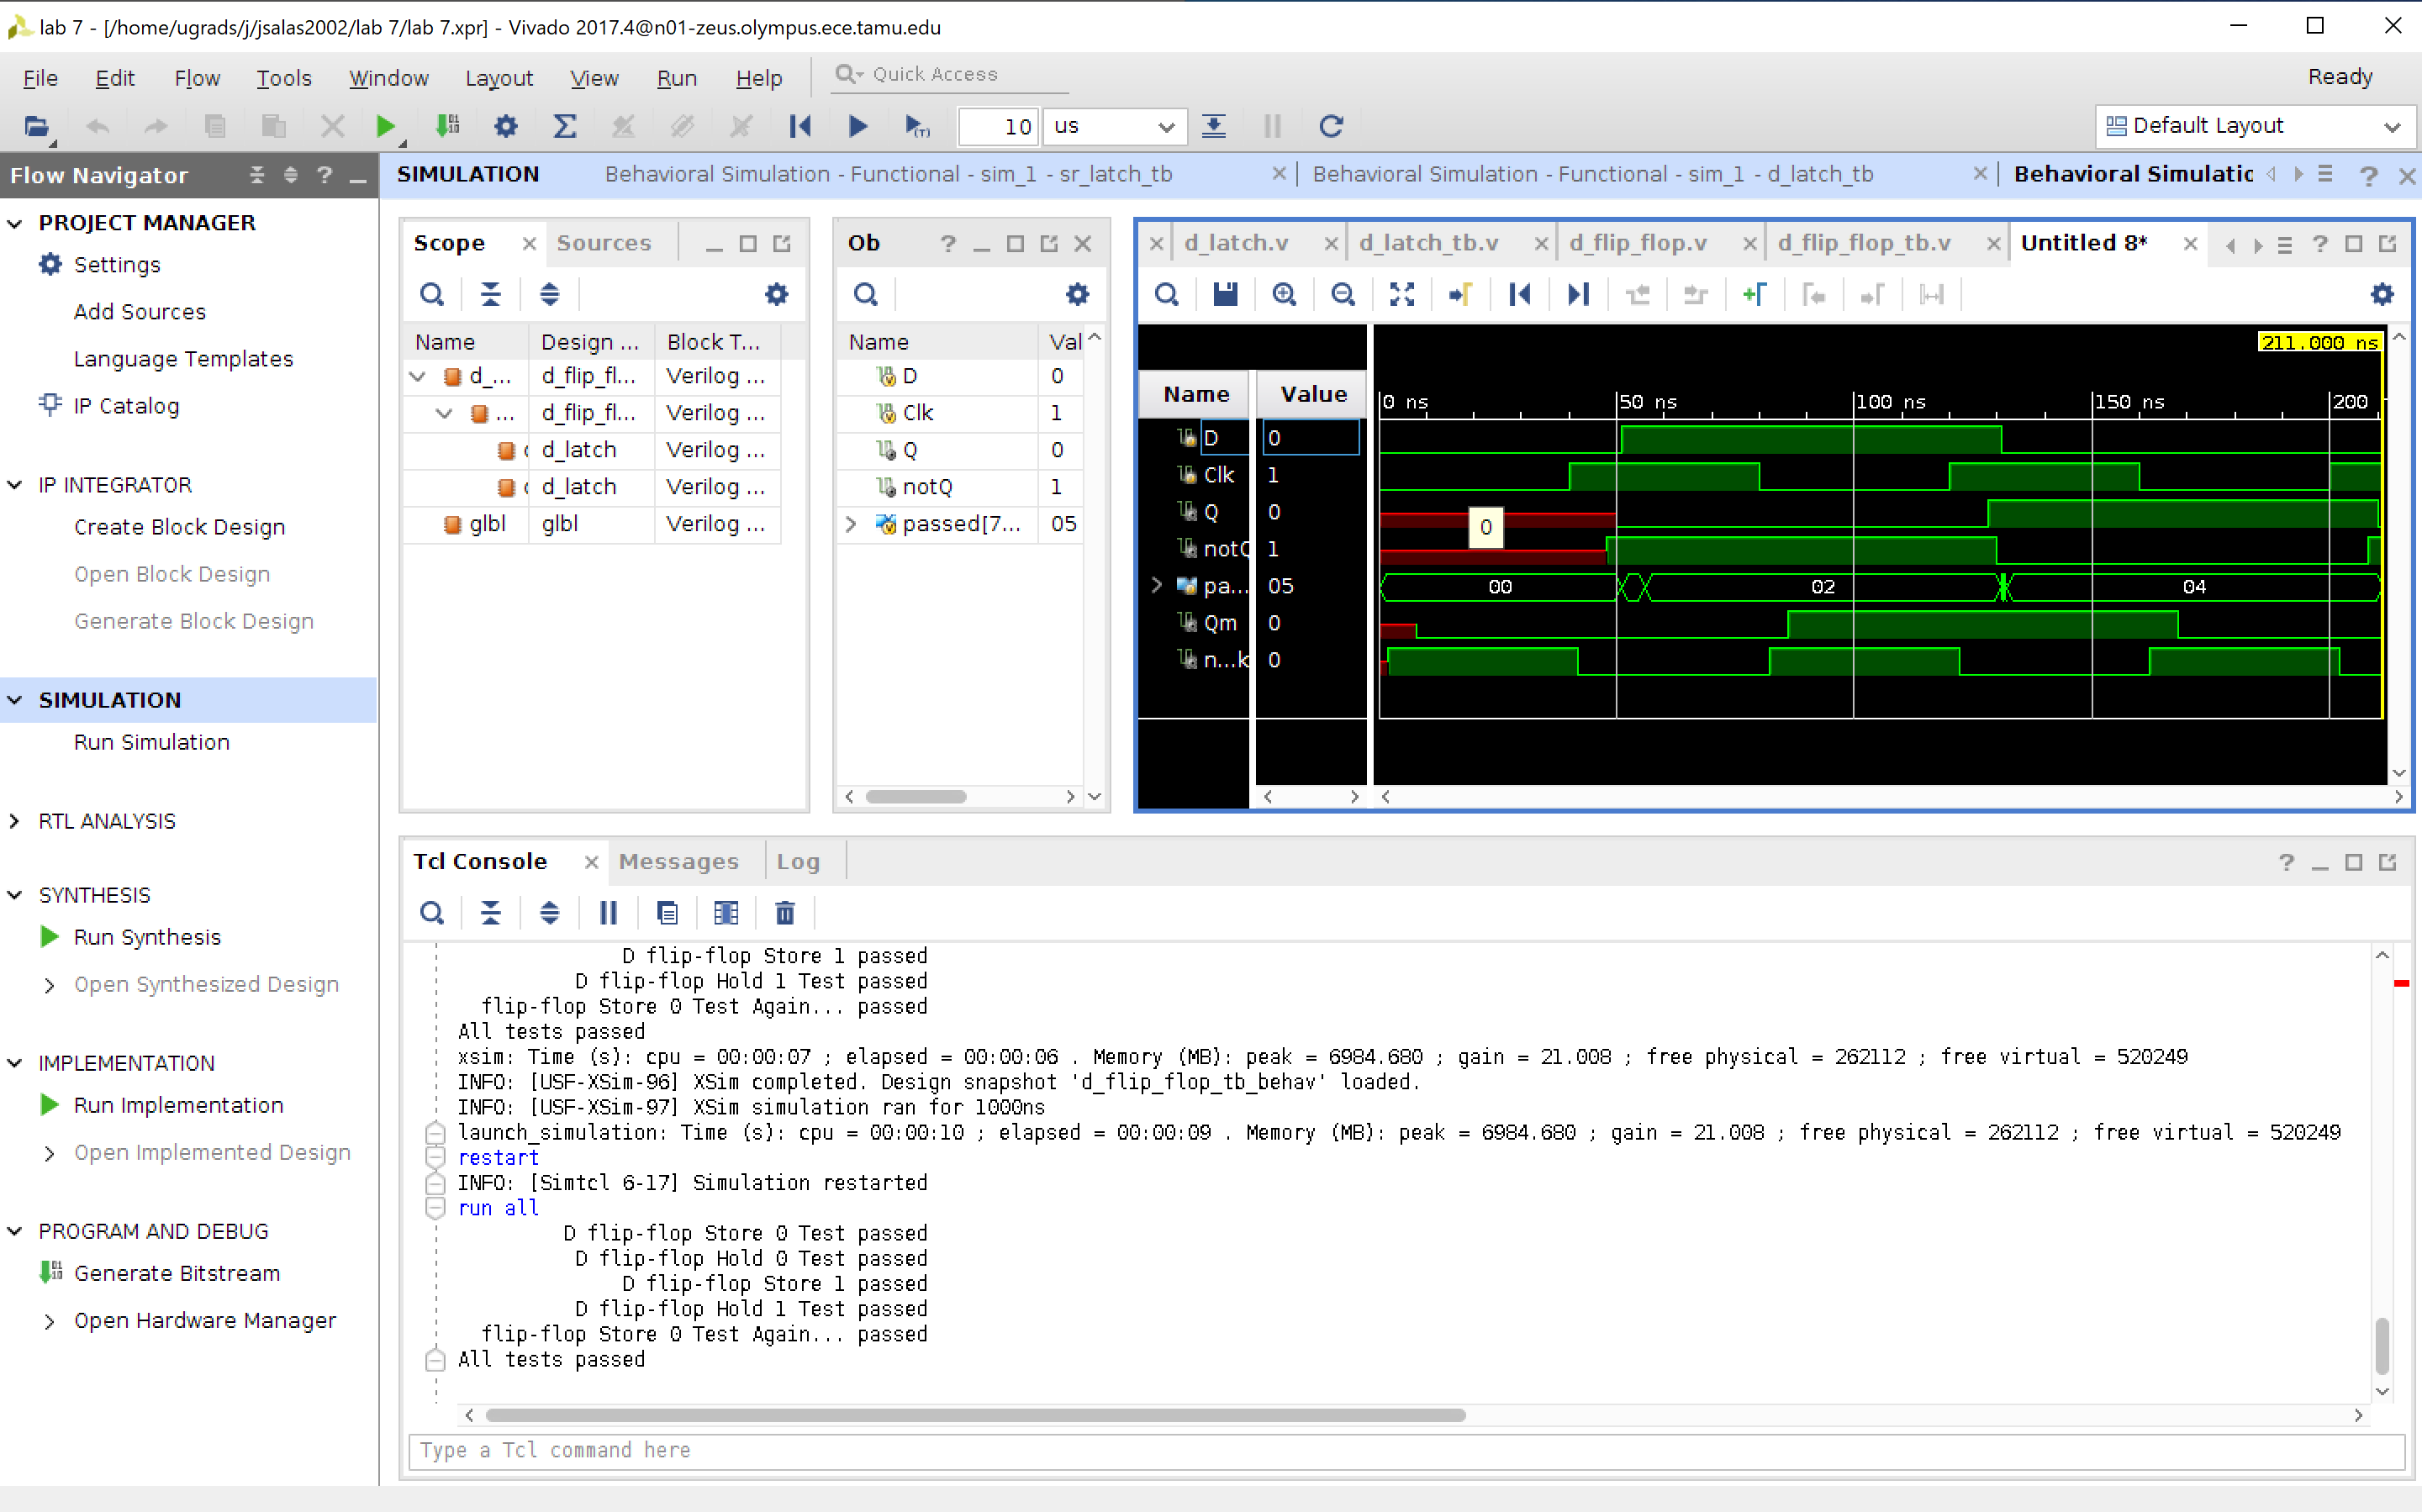 lab 7 - [/home/ugrads/j/jsalas2002/lab 7/lab 7.xpr] - Vivado 2017.4@n01-zeus.olympus.ece.tamu.edu
File Edit Flow Tools Window Layout View Run Help Quick Access Ready
10 us Default Layout
Flow Navigator
SIMULATION Behavioral Simulation - Functional - sim_1 - sr_latch_tb Behavioral Simulation - Functional - sim_1 - d_latch_tb Behavioral Simulatic
PROJECT MANAGER
Settings
Add Sources
Language Templates
IP Catalog
IP INTEGRATOR
Create Block Design
Open Block Design
Generate Block Design
SIMULATION
Run Simulation
RTL ANALYSIS
SYNTHESIS
Run Synthesis
Open Synthesized Design
IMPLEMENTATION
Run Implementation
Open Implemented Design
PROGRAM AND DEBUG
Generate Bitstream
Open Hardware Manager
Scope Sources
Name Design ... Block T...
d_... d_flip_fl... Verilog ...
... d_flip_fl... Verilog ...
d_latch Verilog ...
d_latch Verilog ...
glbl glbl Verilog ...
Ob
Name Val
D 0
Clk 1
Q 0
notQ 1
passed[7... 05
d_latch.v d_latch_tb.v d_flip_flop.v d_flip_flop_tb.v Untitled 8*
211.000 ns
Name Value 0 ns 50 ns 100 ns 150 ns 200
D 0
Clk 1
Q 0
0
notQ 1
pa... 05 00 02 04
Qm 0
n...k 0
Tcl Console Messages Log
D flip-flop Store 1 passed
D flip-flop Hold 1 Test passed
flip-flop Store 0 Test Again... passed
All tests passed
xsim: Time (s): cpu = 00:00:07 ; elapsed = 00:00:06 . Memory (MB): peak = 6984.680 ; gain = 21.008 ; free physical = 262112 ; free virtual = 520249
INFO: [USF-XSim-96] XSim completed. Design snapshot 'd_flip_flop_tb_behav' loaded.
INFO: [USF-XSim-97] XSim simulation ran for 1000ns
launch_simulation: Time (s): cpu = 00:00:10 ; elapsed = 00:00:09 . Memory (MB): peak = 6984.680 ; gain = 21.008 ; free physical = 262112 ; free virtual = 520249
restart
INFO: [Simtcl 6-17] Simulation restarted
run all
D flip-flop Store 0 Test passed
D flip-flop Hold 0 Test passed
D flip-flop Store 1 passed
D flip-flop Hold 1 Test passed
flip-flop Store 0 Test Again... passed
All tests passed
Type a Tcl command here